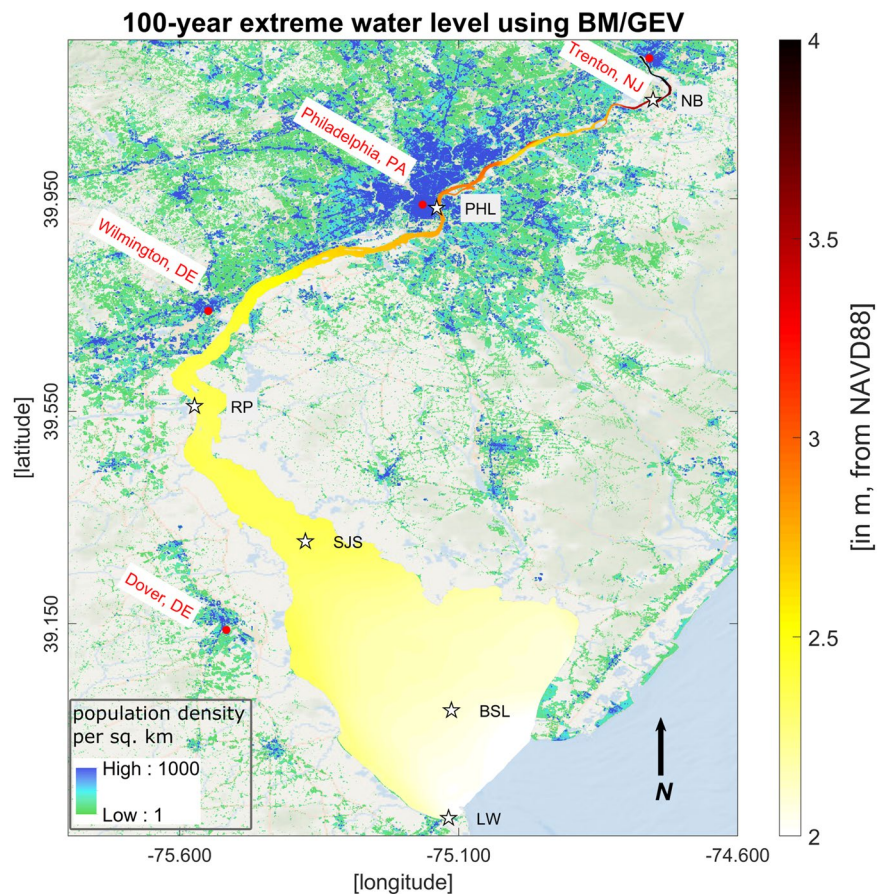 100-year extreme water level using BM/GEV
Trenton, NJ
NB
Philadelphia, PA
PHL
Wilmington, DE
RP
SJS
Dover, DE
BSL
LW
N
population density
per sq. km
High : 1000
Low : 1
39.950
39.550
39.150
[latitude]
-75.600
-75.100
-74.600
[longitude]
4
3.5
3
2.5
2
[in m, from NAVD88]